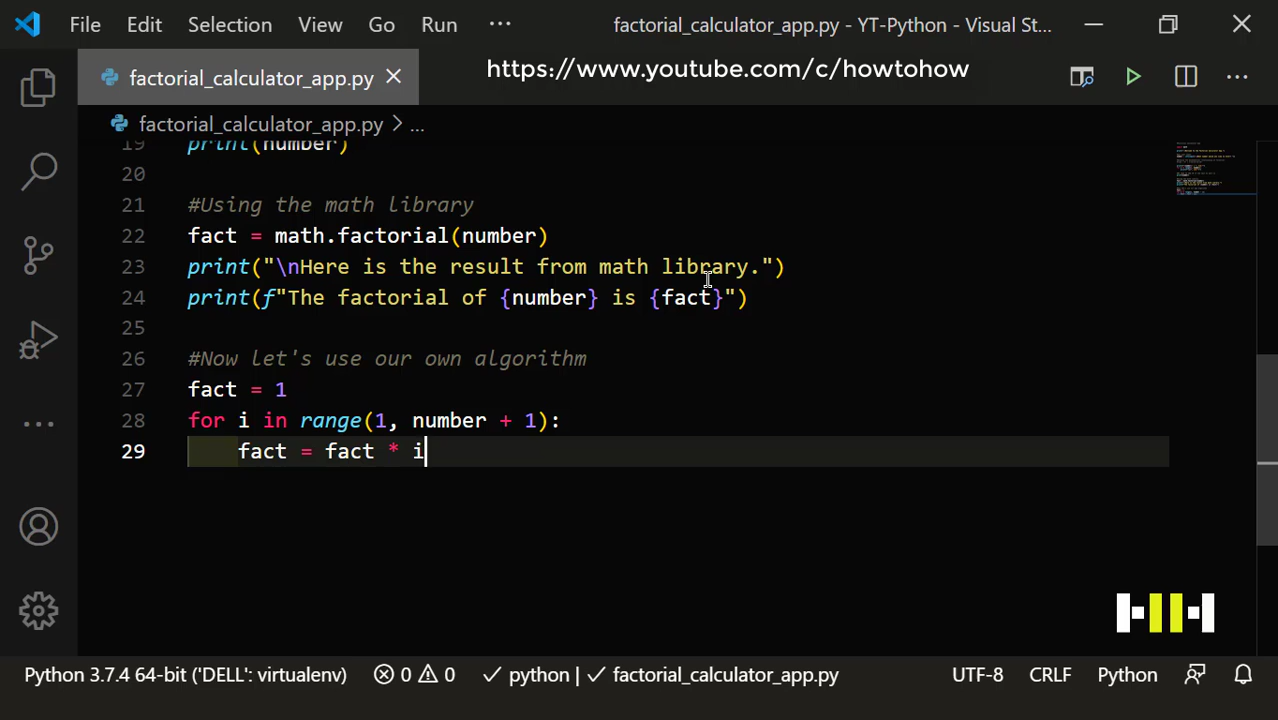 File Edit Selection View Go Run ··· factorial_calculator_app.py - YT-Python - Visual St...
factorial_calculator_app.py https://www.youtube.com/c/howtohow
factorial_calculator_app.py > ...
19 print(number)
20
21 #Using the math library
22 fact = math.factorial(number)
23 print("\nHere is the result from math library.")
24 print(f"The factorial of {number} is {fact}")
25
26 #Now let's use our own algorithm
27 fact = 1
28 for i in range(1, number + 1):
29     fact = fact * i
Python 3.7.4 64-bit ('DELL': virtualenv) 0 0 ✓ python | ✓ factorial_calculator_app.py UTF-8 CRLF Python